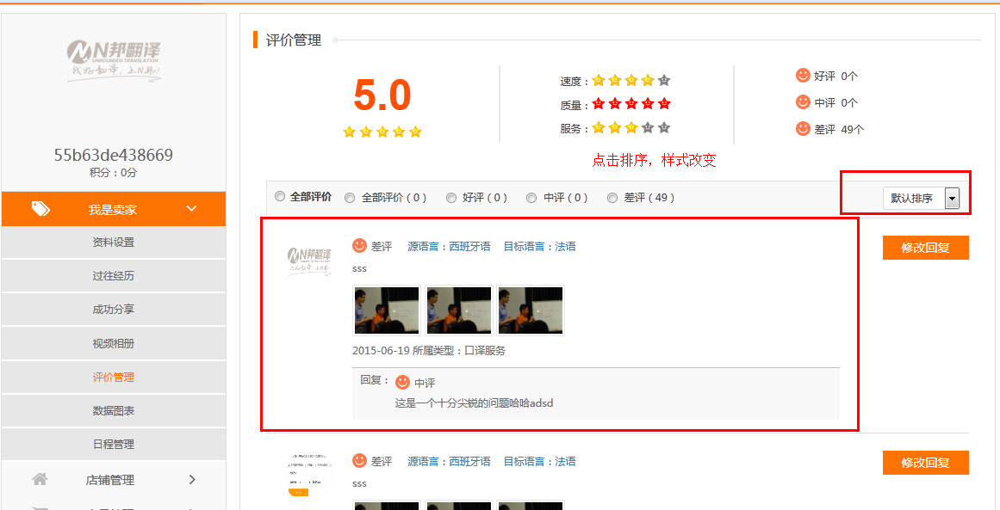 N邦翻译
UNBOUNDED TRANSLATION
我好翻译，上N邦！
55b63de438669
积分：0分
我是卖家
资料设置
过往经历
成功分享
视频相册
评价管理
数据图表
日程管理
店铺管理
评价管理
5.0
速度：
质量：
服务：
好评 0个
中评 0个
差评 49个
点击排序，样式改变
全部评价 全部评价 ( 0 ) 好评 ( 0 ) 中评 ( 0 ) 差评 ( 49 ) 默认排序
N邦翻译
差评 源语言：西班牙语 目标语言：法语 修改回复
sss
2015-06-19 所属类型：口译服务
回复： 中评
这是一个十分尖锐的问题哈哈adsd
差评 源语言：西班牙语 目标语言：法语 修改回复
sss